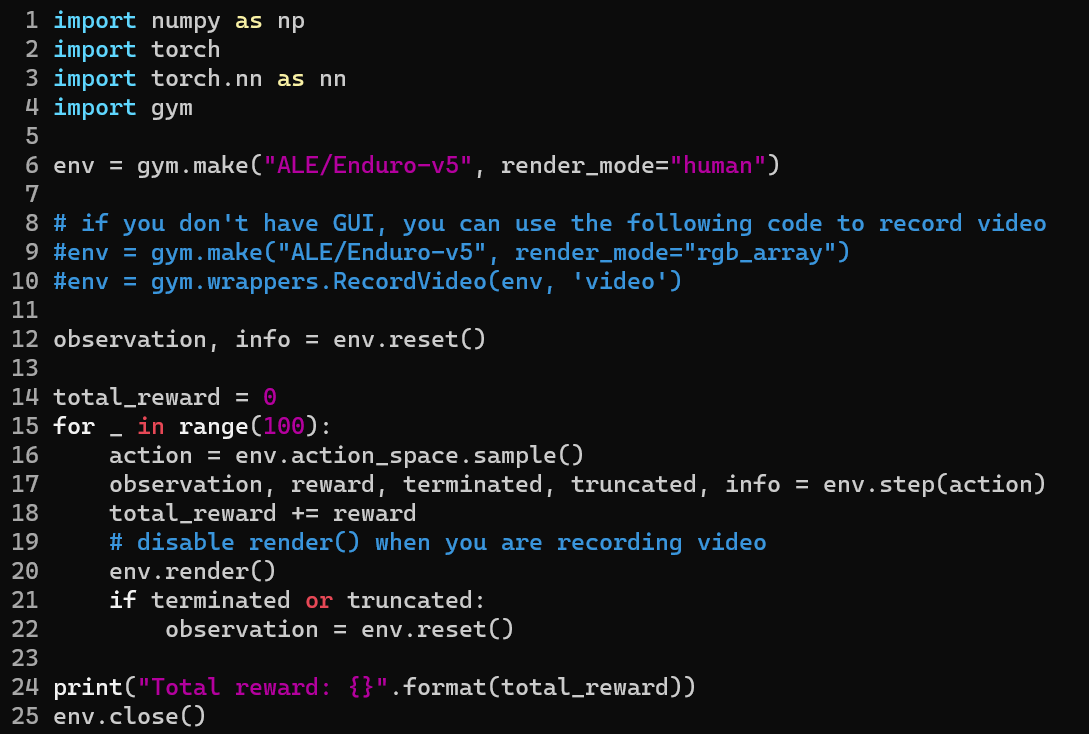 1 import numpy as np
2 import torch
3 import torch.nn as nn
4 import gym
5
6 env = gym.make("ALE/Enduro-v5", render_mode="human")
7
8 # if you don't have GUI, you can use the following code to record video
9 #env = gym.make("ALE/Enduro-v5", render_mode="rgb_array")
10 #env = gym.wrappers.RecordVideo(env, 'video')
11
12 observation, info = env.reset()
13
14 total_reward = 0
15 for _ in range(100):
16     action = env.action_space.sample()
17     observation, reward, terminated, truncated, info = env.step(action)
18     total_reward += reward
19     # disable render() when you are recording video
20     env.render()
21     if terminated or truncated:
22         observation = env.reset()
23
24 print("Total reward: {}".format(total_reward))
25 env.close()